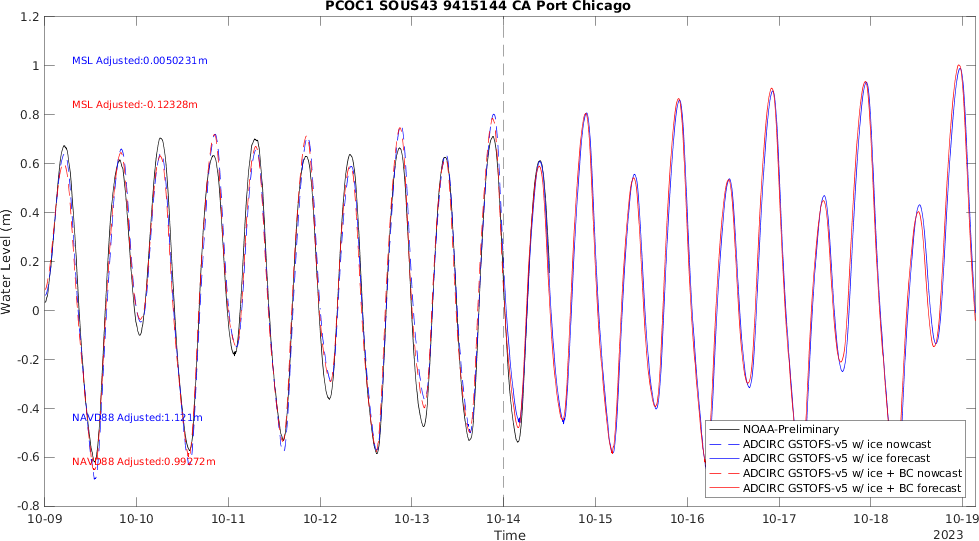 PCOC1 SOUS43 9415144 CA Port Chicago
1.2
1
0.8
0.6
0.4
0.2
0
-0.2
-0.4
-0.6
-0.8
Water Level (m)
MSL Adjusted:0.0050231m
MSL Adjusted:-0.12328m
NAVD88 Adjusted:1.121m
NAVD88 Adjusted:0.99272m
NOAA-Preliminary
ADCIRC GSTOFS-v5 w/ ice nowcast
ADCIRC GSTOFS-v5 w/ ice forecast
ADCIRC GSTOFS-v5 w/ ice + BC nowcast
ADCIRC GSTOFS-v5 w/ ice + BC forecast
10-09 10-10 10-11 10-12 10-13 10-14 10-15 10-16 10-17 10-18 10-19
Time
2023